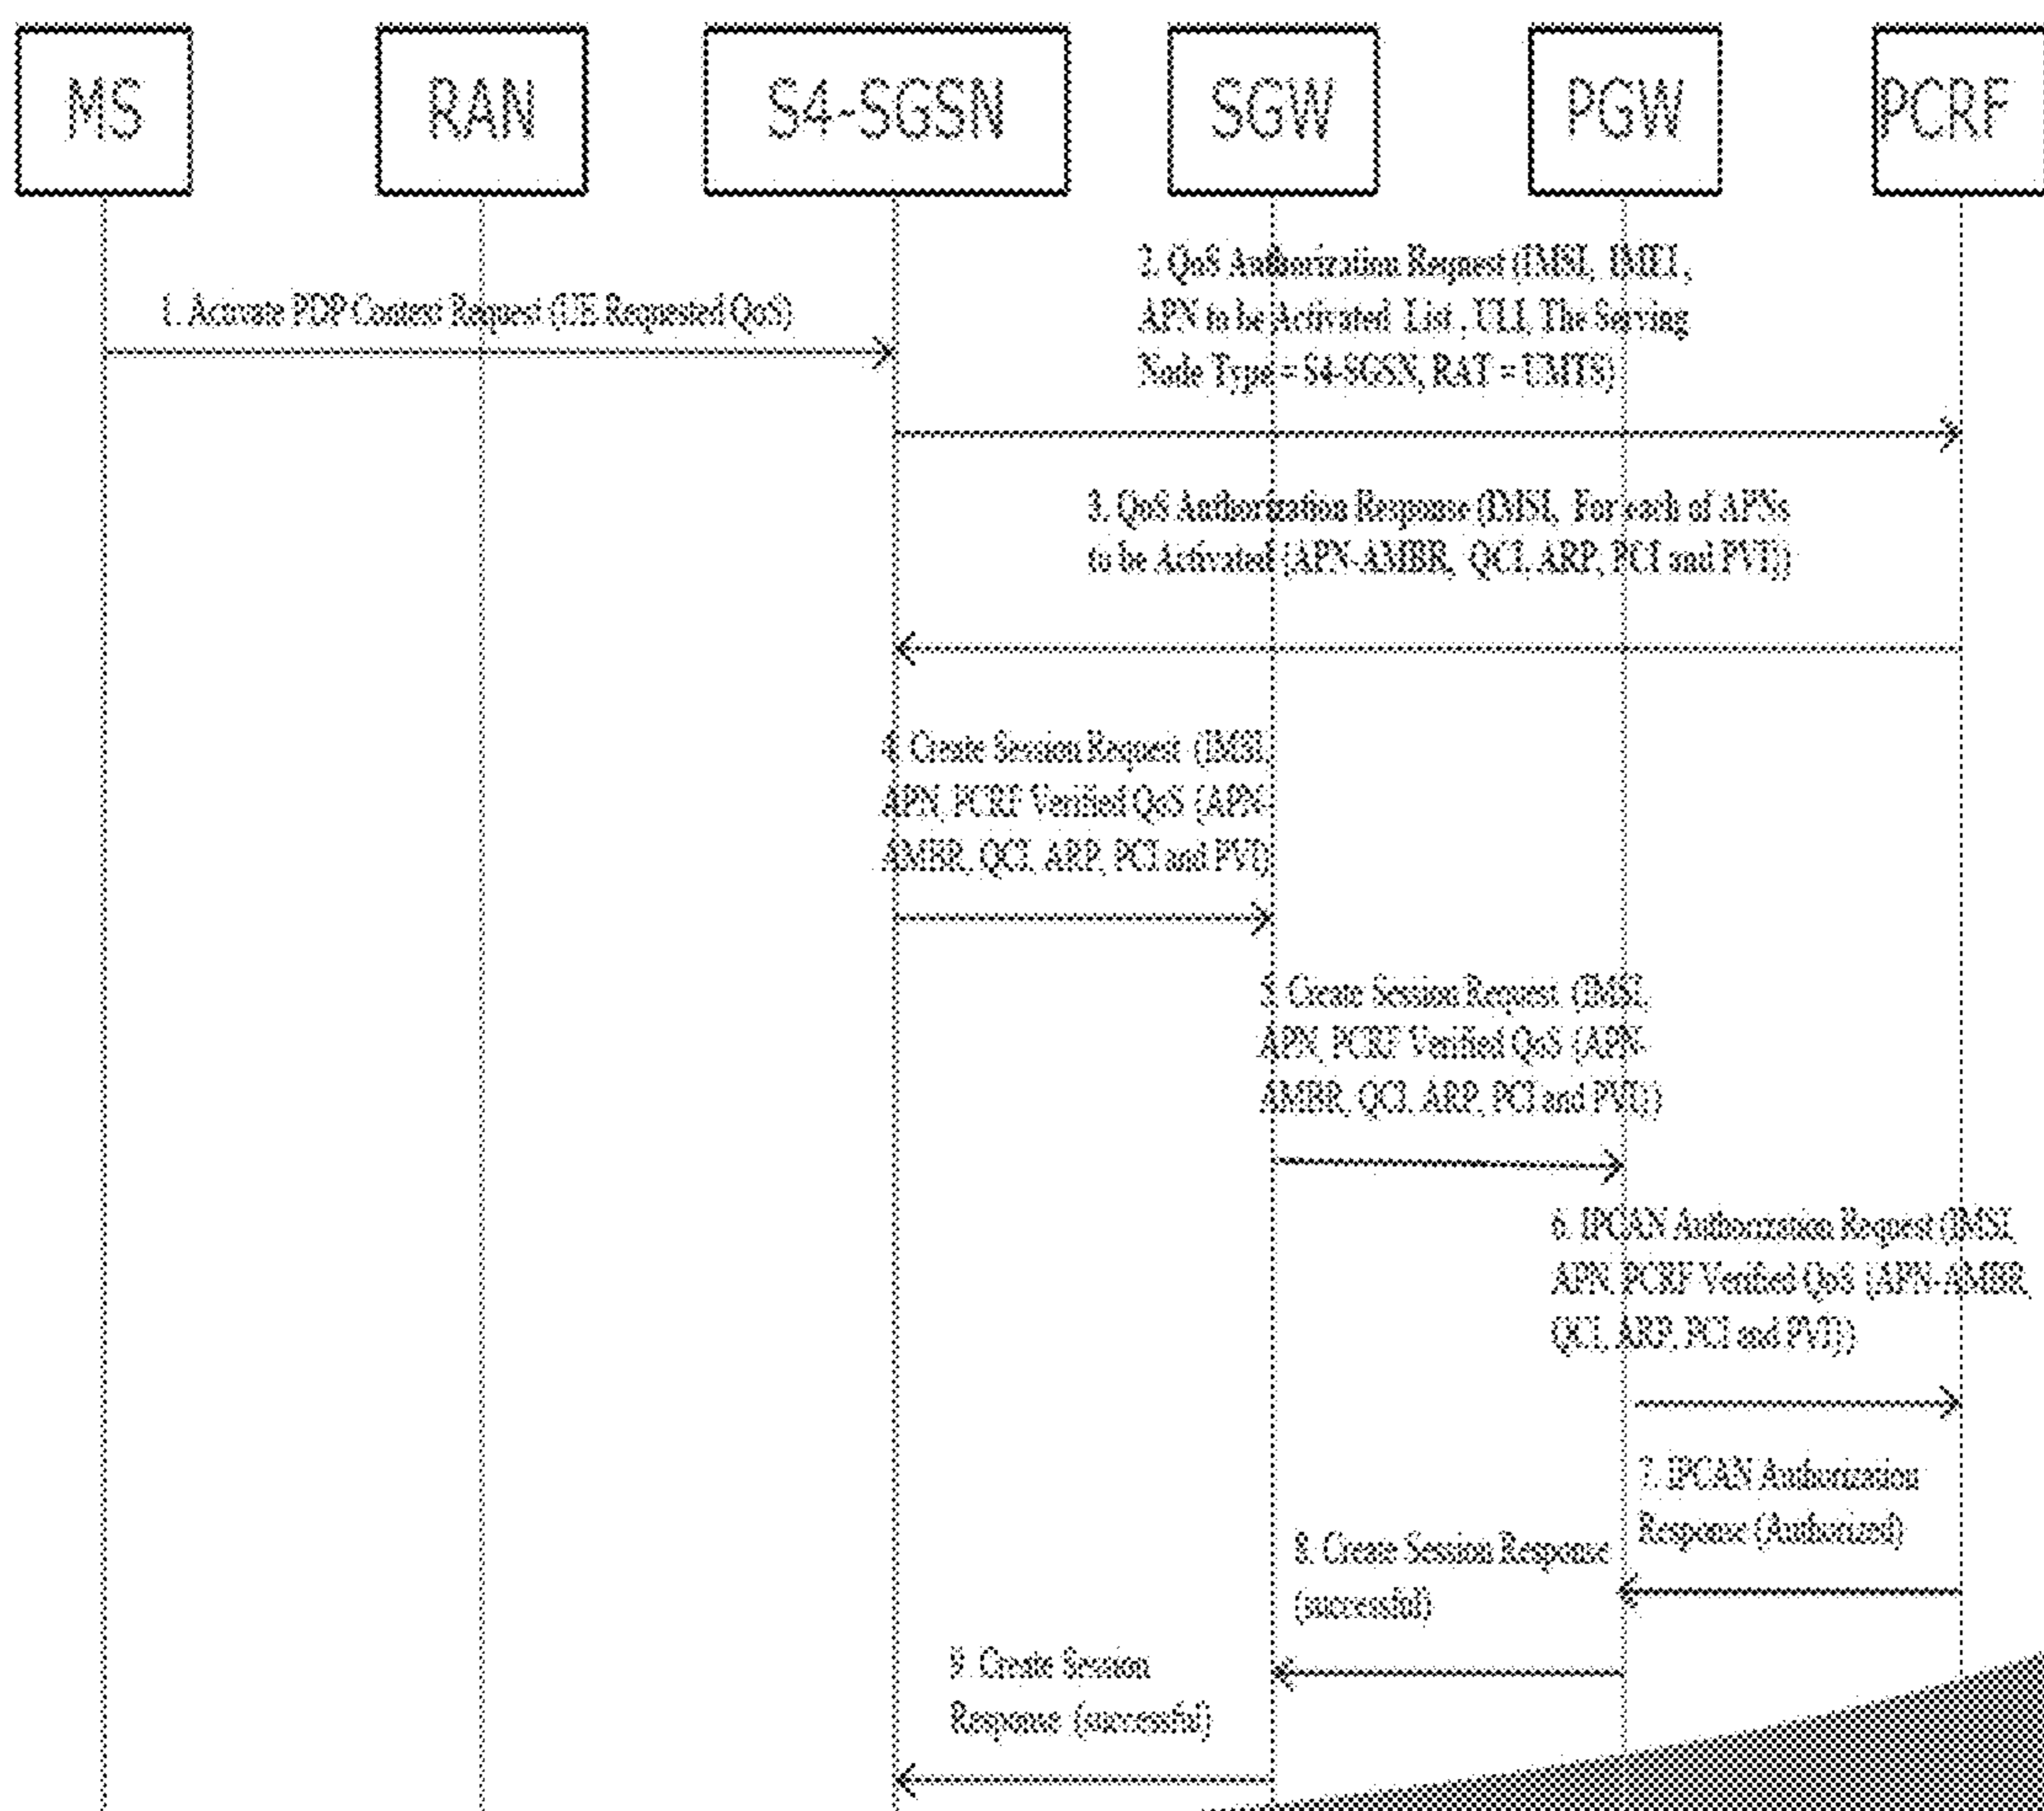 MS
RAN
S4-SGSN
SGW
PGW
PCRF
1. Activate PDP Context Request (UE Requested QoS)
2. QoS Authorization Request (IMSI, IMEI,
APN to be Activated List , ULI, The Serving
Node Type = S4-SGSN, RAT = UMTS)
3. QoS Authorization Response (IMSI, For each of APNs
to be Activated (APN-AMBR, QCI, ARP, PCI and PVI))
4. Create Session Request (IMSI,
APN, PCRF Verified QoS (APN-
AMBR, QCI, ARP, PCI and PVI)
5. Create Session Request (IMSI,
APN, PCRF Verified QoS (APN-
AMBR, QCI, ARP, PCI and PVI))
6. IPCAN Authorization Request (IMSI,
APN, PCRF Verified QoS (APN-AMBR,
QCI, ARP, PCI and PVI))
7. IPCAN Authorization
Response (Authorized)
8. Create Session Response
(successful)
9. Create Session
Response (successful)